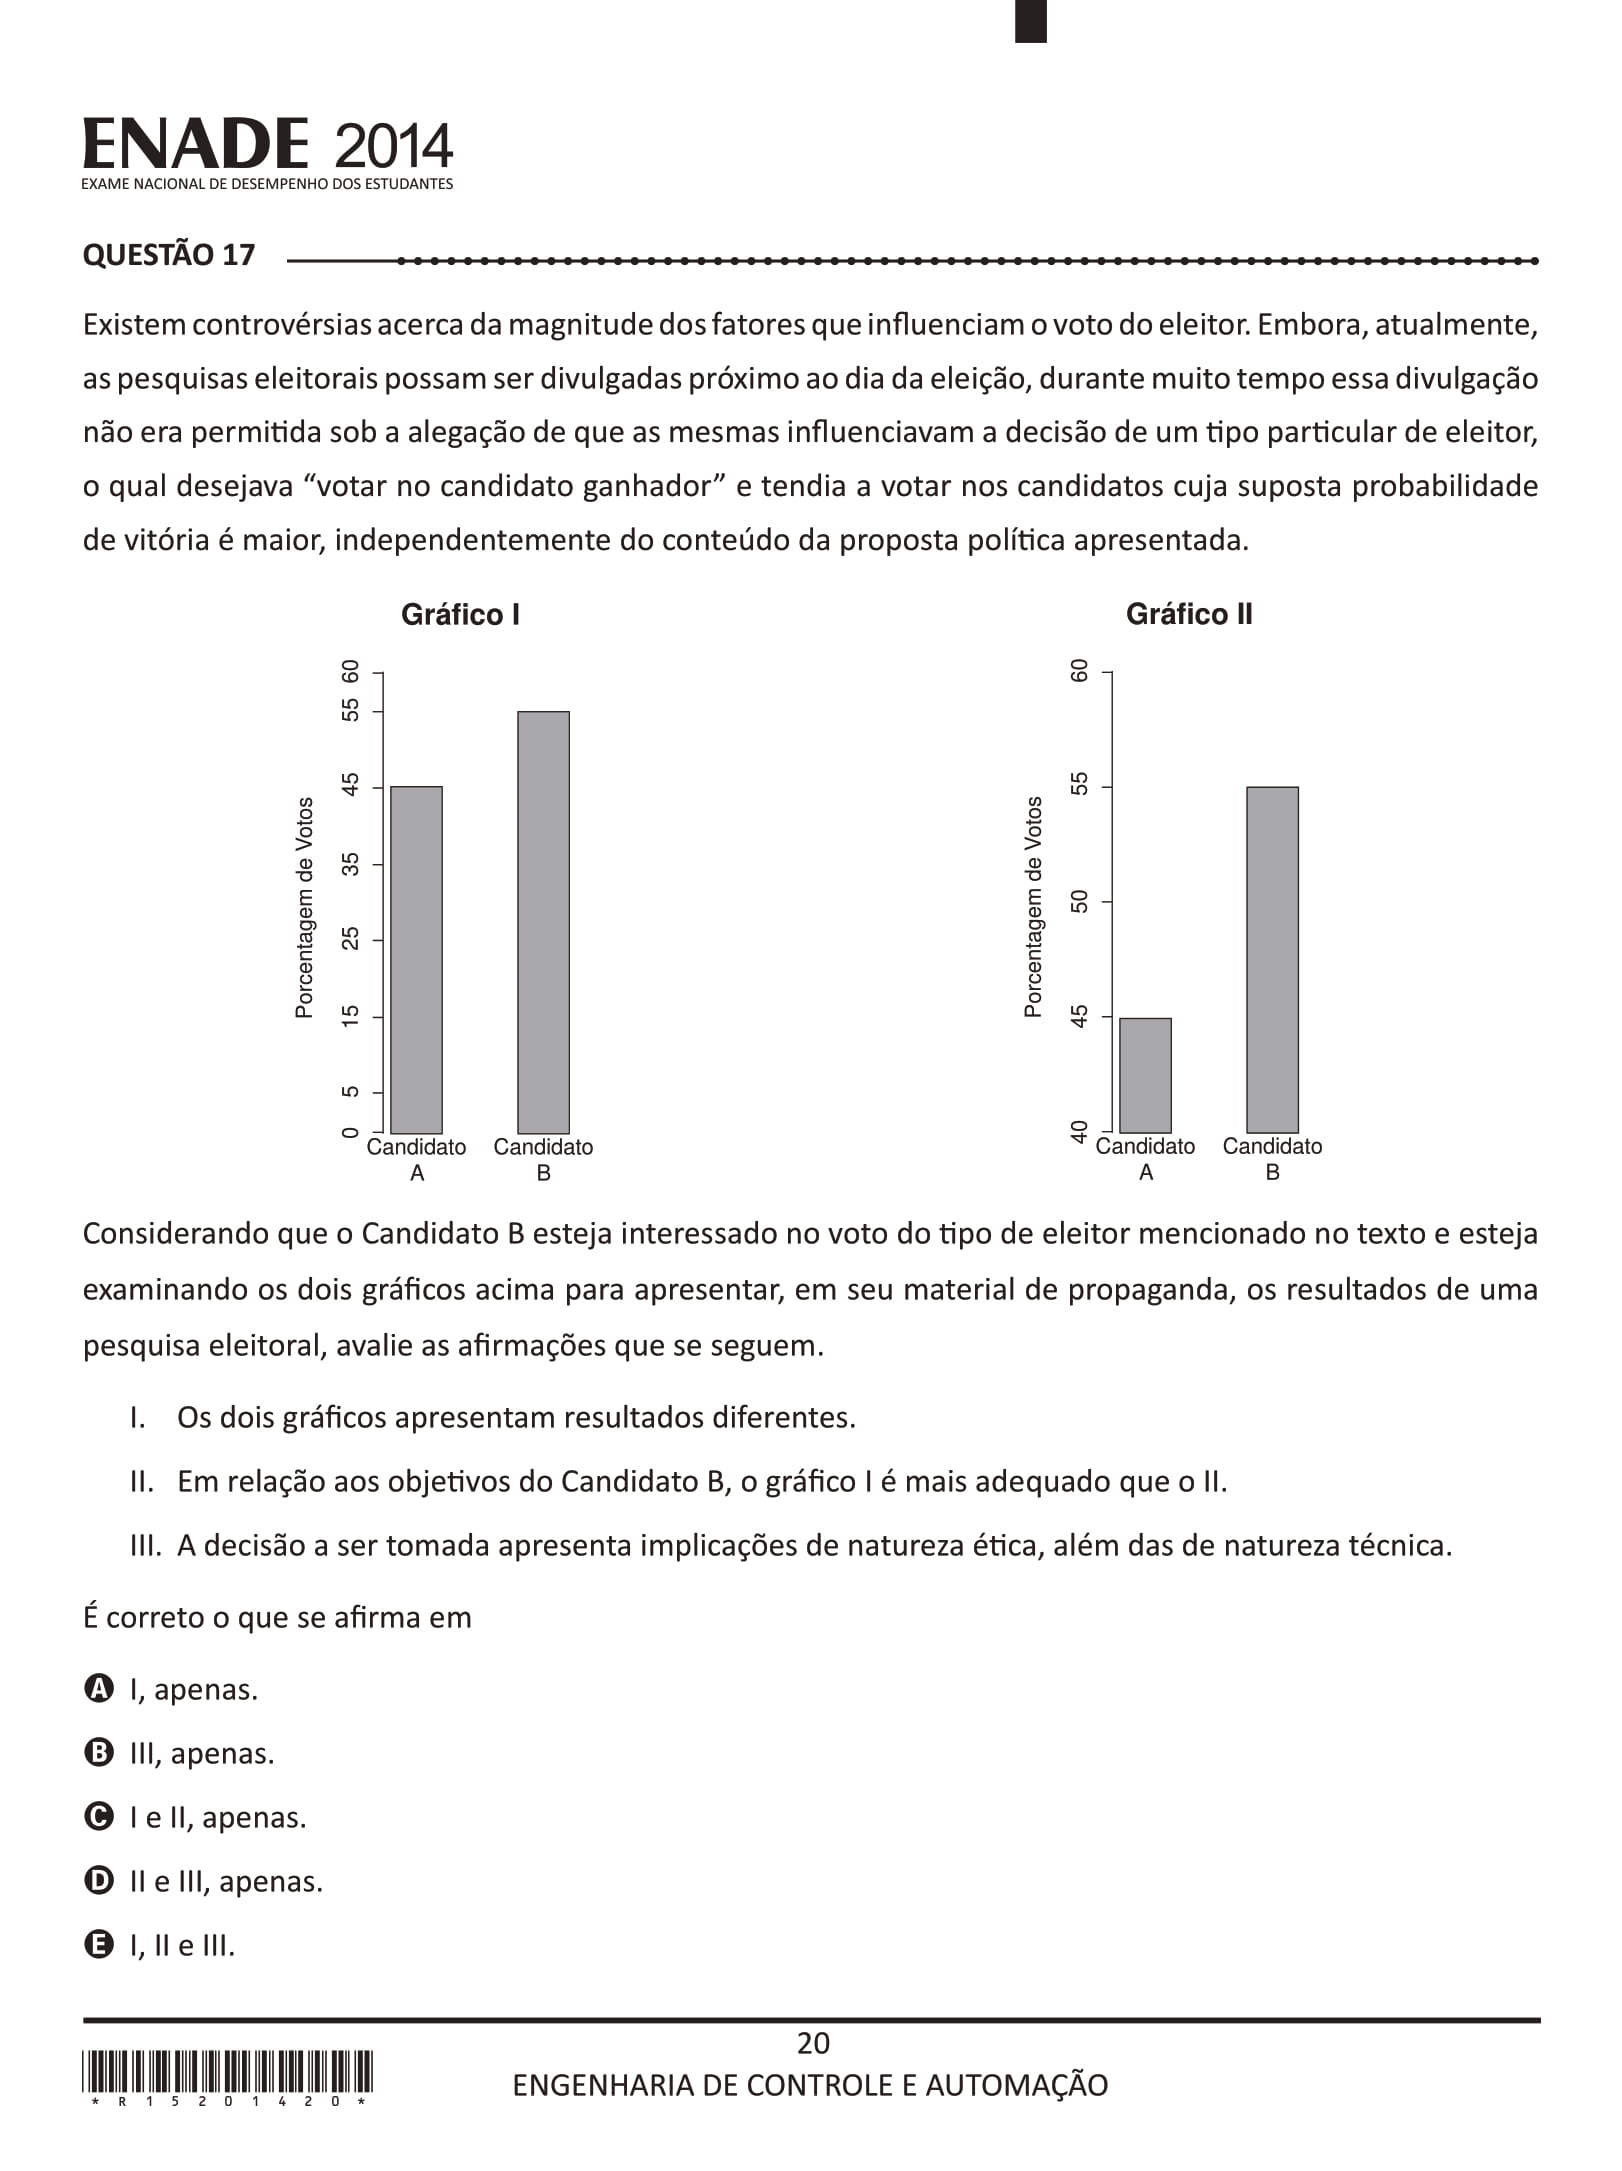 ENADE 2014
EXAME NACIONAL DE DESEMPENHO DOS ESTUDANTES
QUESTÃO 17
Existem controvérsias acerca da magnitude dos fatores que influenciam o voto do eleitor. Embora, atualmente,
as pesquisas eleitorais possam ser divulgadas próximo ao dia da eleição, durante muito tempo essa divulgação
não era permitida sob a alegação de que as mesmas influenciavam a decisão de um tipo particular de eleitor,
o qual desejava “votar no candidato ganhador” e tendia a votar nos candidatos cuja suposta probabilidade
de vitória é maior, independentemente do conteúdo da proposta política apresentada.
Gráfico I
Porcentagem de Votos
60
55
45
35
25
15
5
0
Candidato
A
Candidato
B
Gráfico II
Porcentagem de Votos
60
55
50
45
40
Candidato
A
Candidato
B
Considerando que o Candidato B esteja interessado no voto do tipo de eleitor mencionado no texto e esteja
examinando os dois gráficos acima para apresentar, em seu material de propaganda, os resultados de uma
pesquisa eleitoral, avalie as afirmações que se seguem.
I. Os dois gráficos apresentam resultados diferentes.
II. Em relação aos objetivos do Candidato B, o gráfico I é mais adequado que o II.
III. A decisão a ser tomada apresenta implicações de natureza ética, além das de natureza técnica.
É correto o que se afirma em
A I, apenas.
B III, apenas.
C I e II, apenas.
D II e III, apenas.
E I, II e III.
20
ENGENHARIA DE CONTROLE E AUTOMAÇÃO
* R 1 5 2 0 1 4 2 0 *